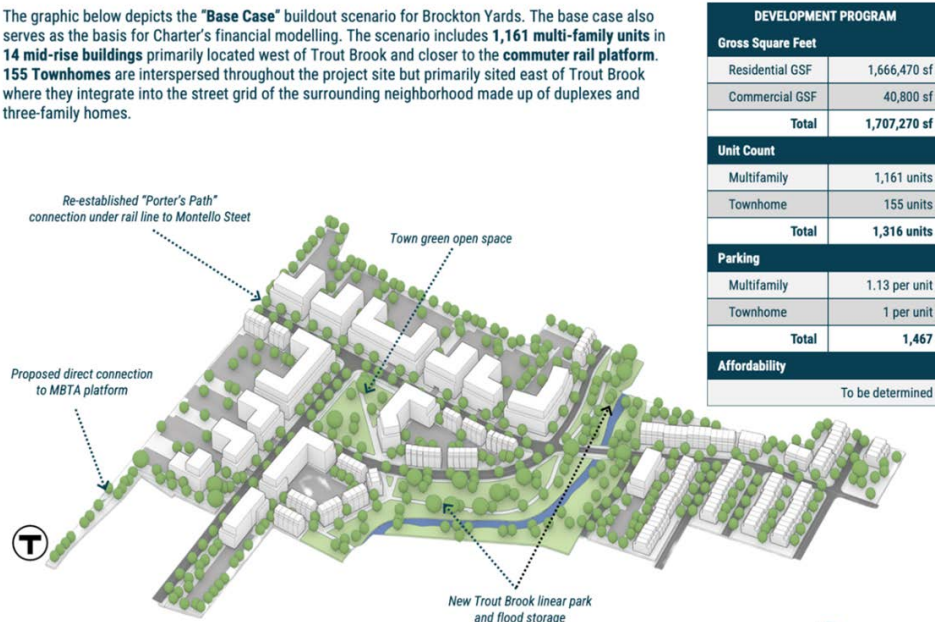 The graphic below depicts the "Base Case" buildout scenario for Brockton Yards. The base case also
serves as the basis for Charter's financial modelling. The scenario includes 1,161 multi-family units in
14 mid-rise buildings primarily located west of Trout Brook and closer to the commuter rail platform.
155 Townhomes are interspersed throughout the project site but primarily sited east of Trout Brook
where they integrate into the street grid of the surrounding neighborhood made up of duplexes and
three-family homes.
DEVELOPMENT PROGRAM
Gross Square Feet
Residential GSF 1,666,470 sf
Commercial GSF 40,800 sf
Total 1,707,270 sf
Unit Count
Multifamily 1,161 units
Townhome 155 units
Total 1,316 units
Parking
Multifamily 1.13 per unit
Townhome 1 per unit
Total 1,467
Affordability
To be determined
Re-established "Porter's Path"
connection under rail line to Montello Steet
Town green open space
Proposed direct connection
to MBTA platform
T
New Trout Brook linear park
and flood storage